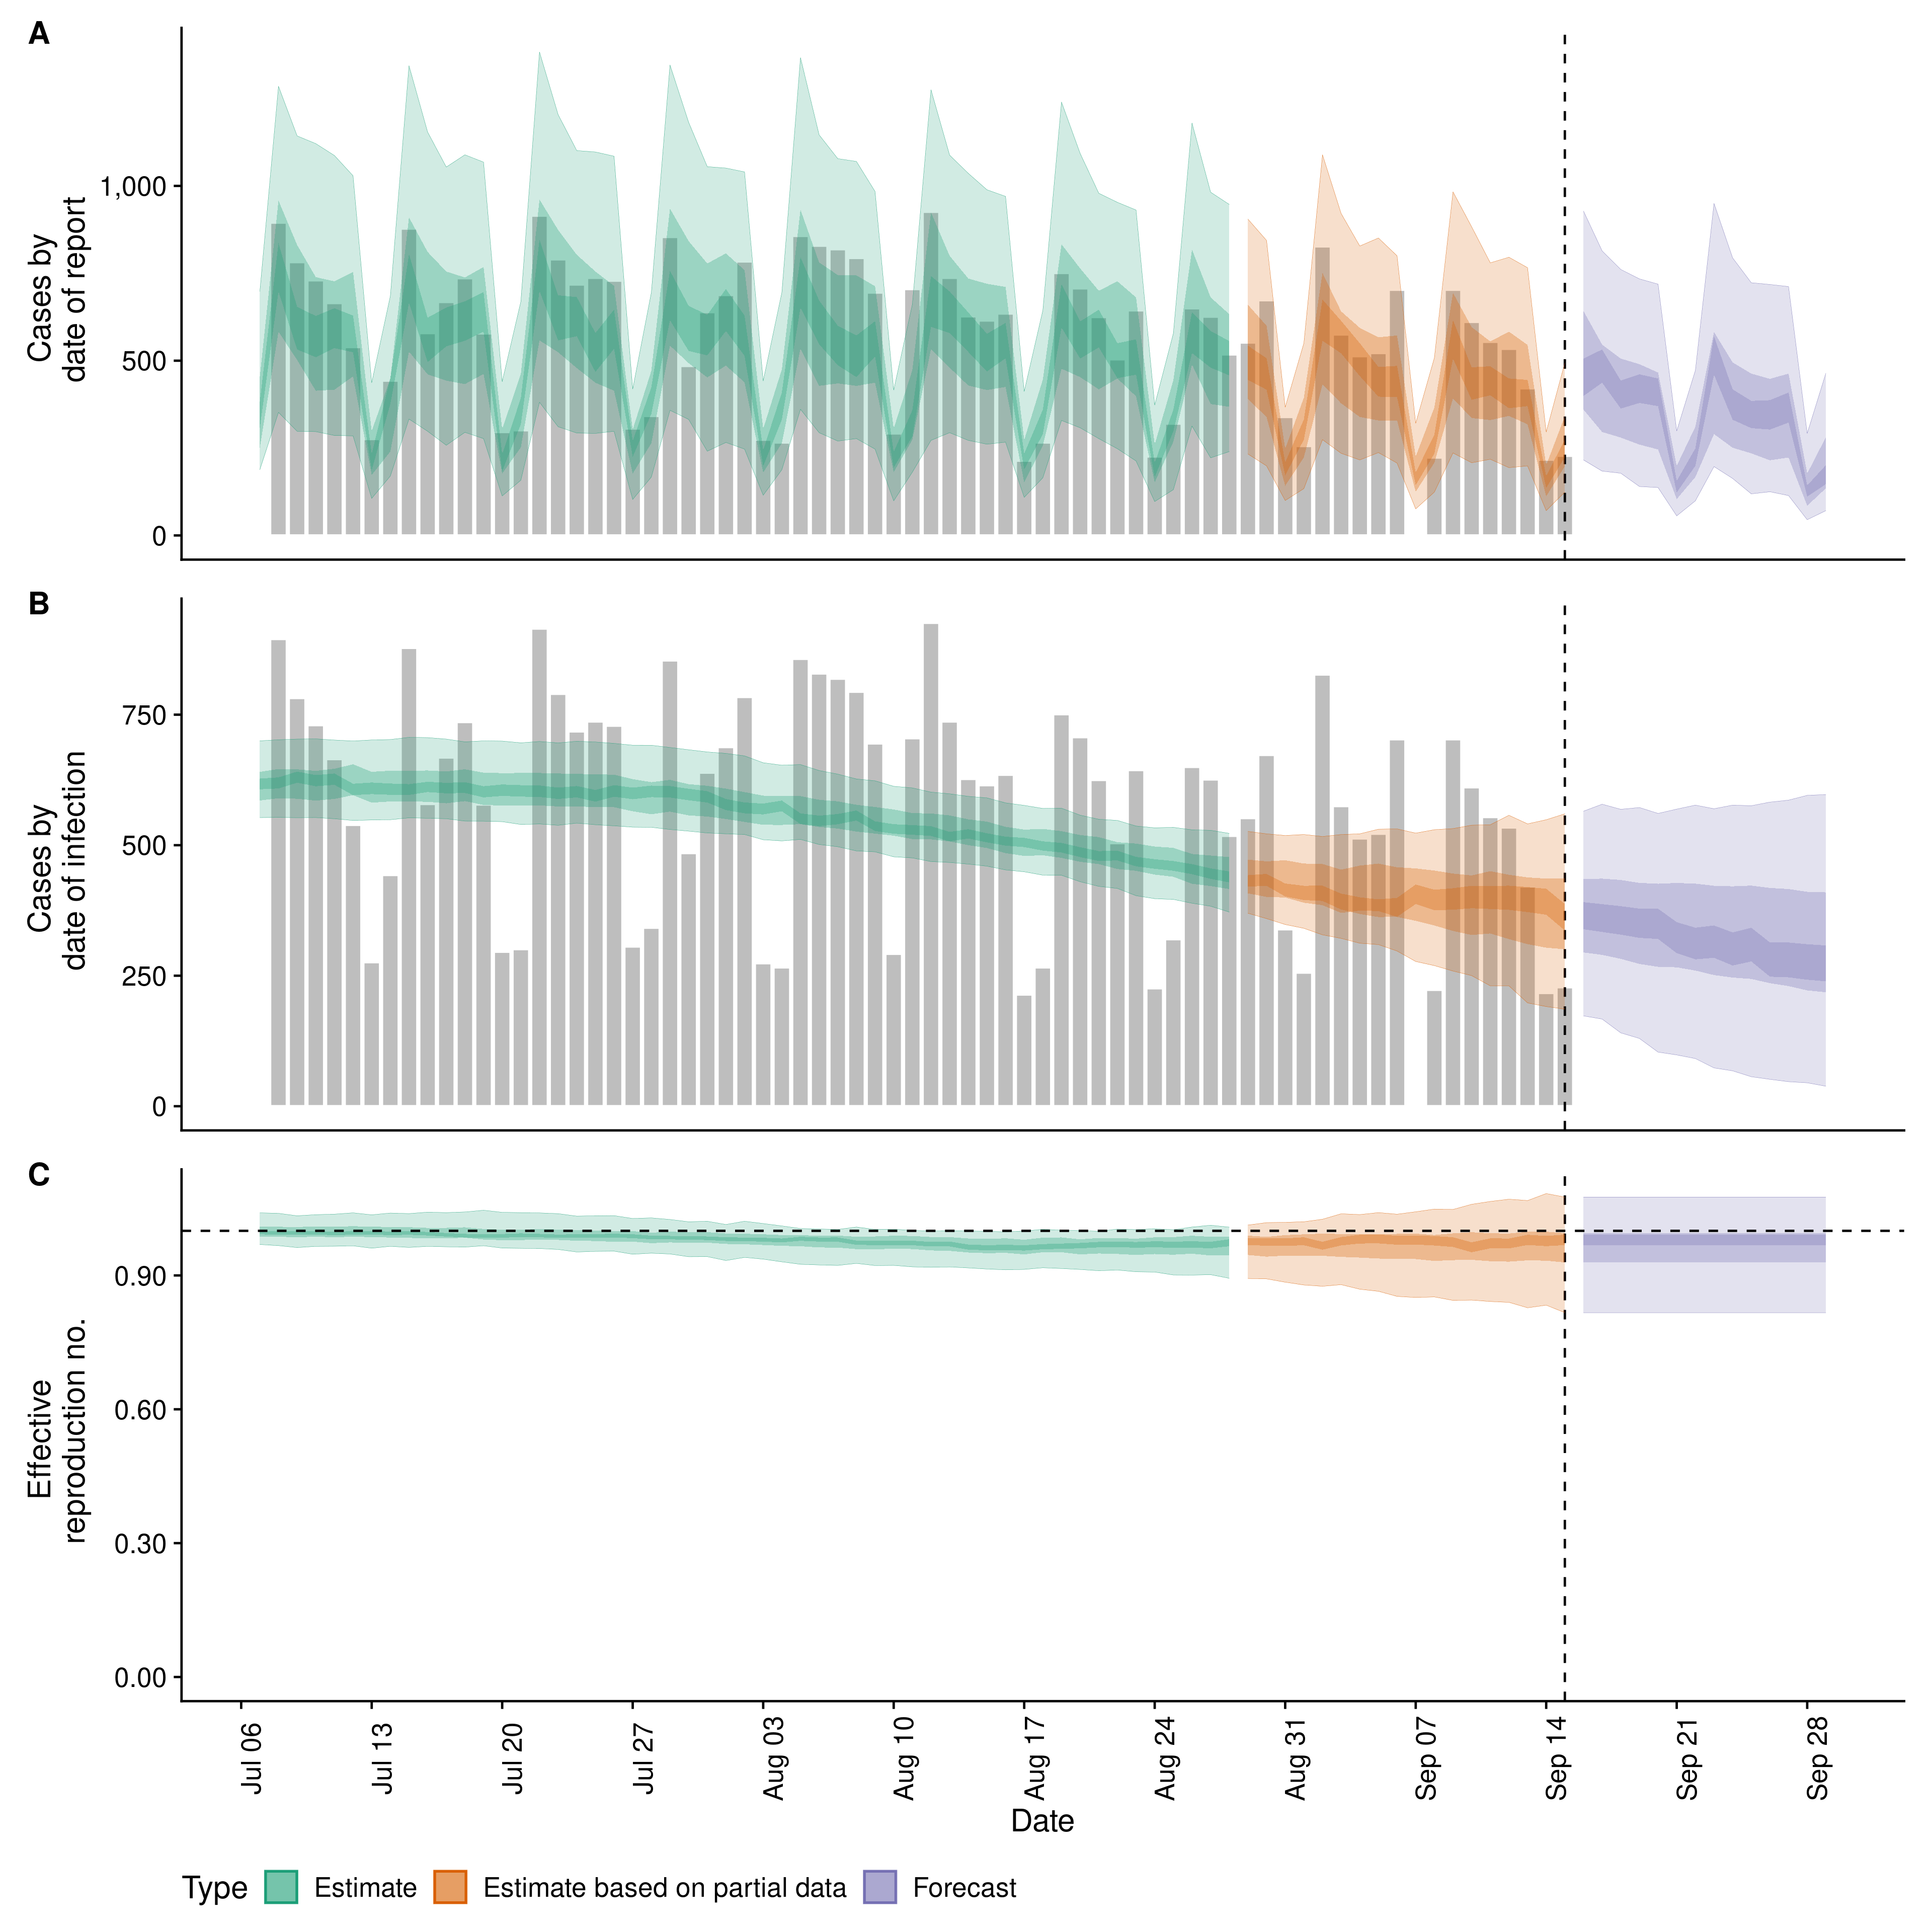 A
Cases by
date of report
1,000
500
0
B
Cases by
date of infection
750
500
250
0
C
Effective
reproduction no.
0.90
0.60
0.30
0.00
Jul 06
Jul 13
Jul 20
Jul 27
Aug 03
Aug 10
Aug 17
Aug 24
Aug 31
Sep 07
Sep 14
Sep 21
Sep 28
Date
Type Estimate Estimate based on partial data Forecast